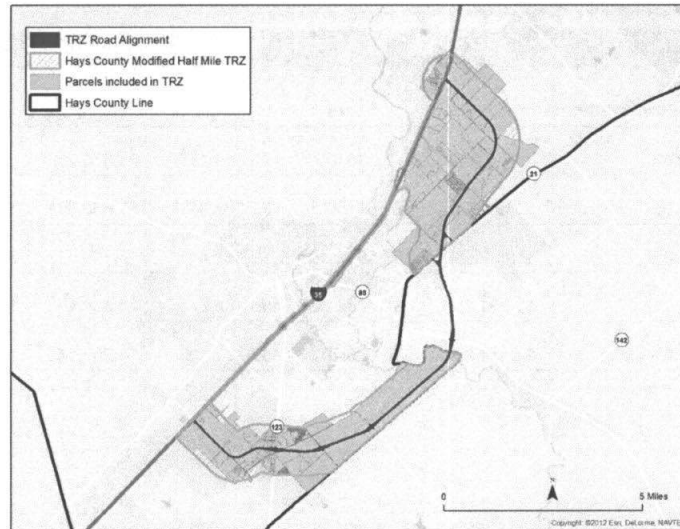 TRZ Road Alignment
Hays County Modified Half Mile TRZ
Parcels included in TRZ
Hays County Line
21
35
80
142
123
N
0
5 Miles
Copyright: ©2012 Esri, DeLorme, NAVTE